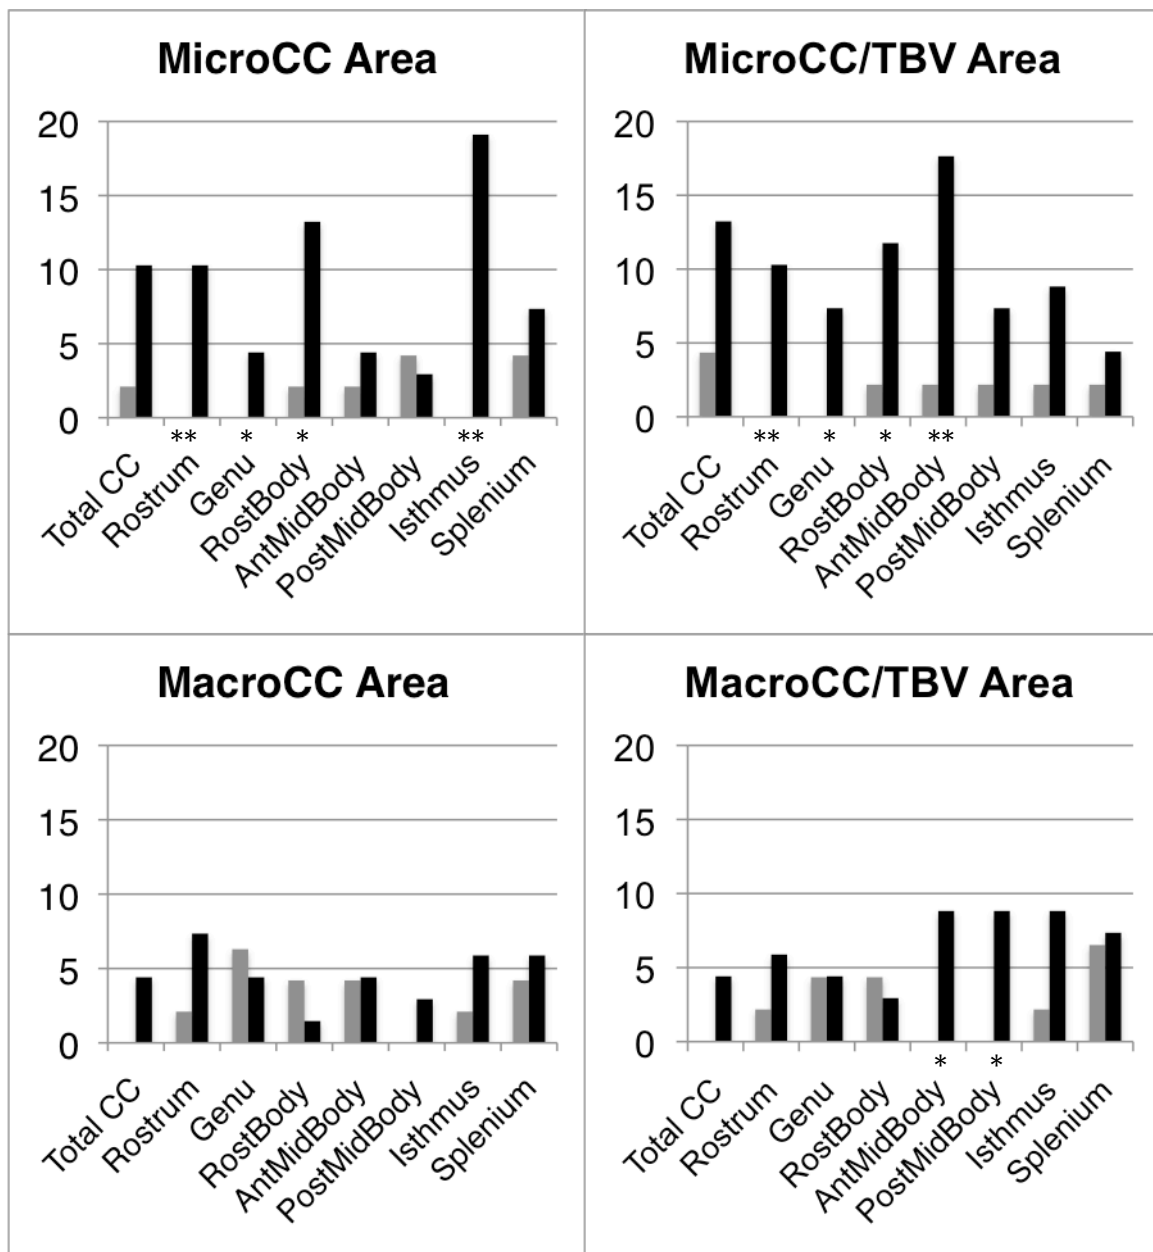 MicroCC Area
20
15
10
5
0
** * * **
Total CC
Rostrum
Genu
RostBody
AntMidBody
PostMidBody
Isthmus
Splenium
MicroCC/TBV Area
20
15
10
5
0
** * * **
Total CC
Rostrum
Genu
RostBody
AntMidBody
PostMidBody
Isthmus
Splenium
MacroCC Area
20
15
10
5
0
Total CC
Rostrum
Genu
RostBody
AntMidBody
PostMidBody
Isthmus
Splenium
MacroCC/TBV Area
20
15
10
5
0
* *
Total CC
Rostrum
Genu
RostBody
AntMidBody
PostMidBody
Isthmus
Splenium